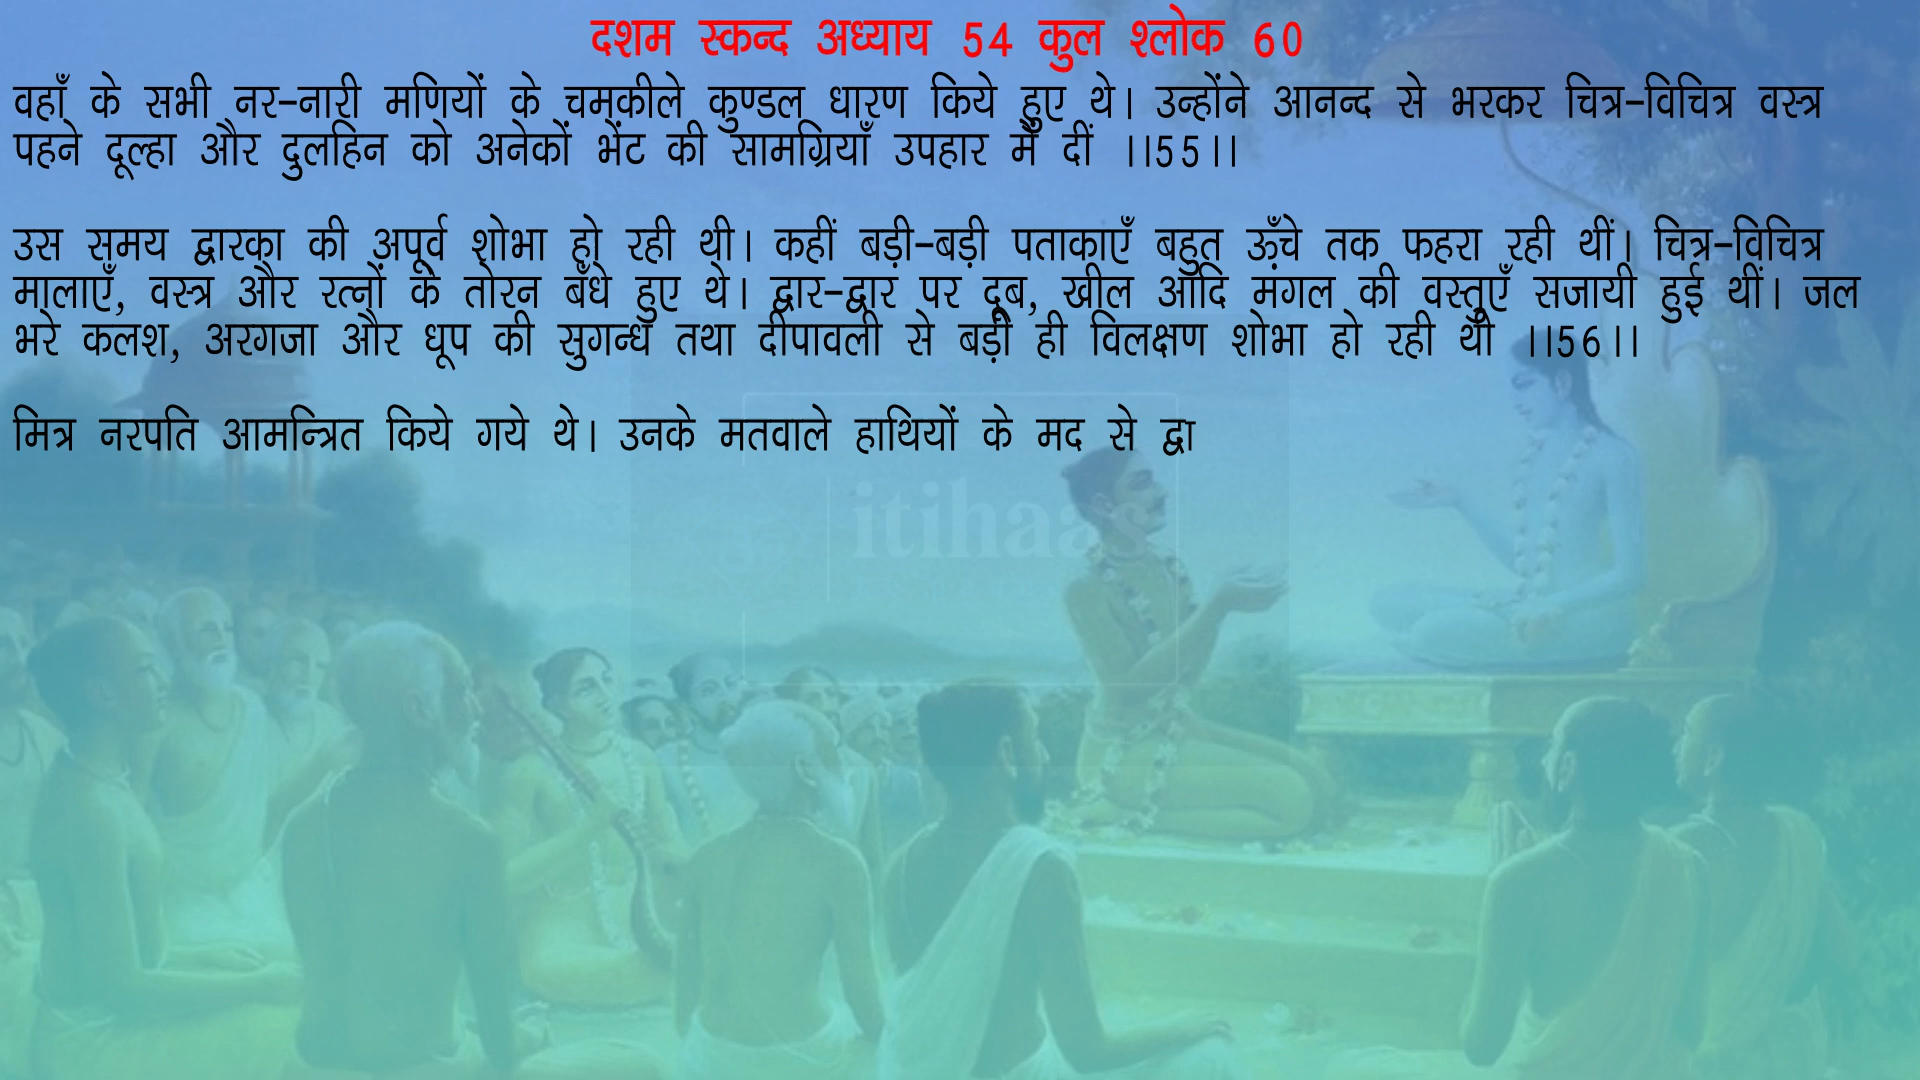 दशम स्कन्द अध्याय 54 कुल श्लोक 60
वहाँ के सभी नर-नारी मणियों के चमकीले कुण्डल धारण किये हुए थे। उन्होंने आनन्द से भरकर चित्र-विचित्र वस्त्र
पहने दूल्हा और दुलहिन को अनेकों भेंट की सामग्रियाँ उपहार में दीं ।।55।।
उस समय द्वारका की अपूर्व शोभा हो रही थी। कहीं बड़ी-बड़ी पताकाएँ बहुत ऊँचे तक फहरा रही थीं। चित्र-विचित्र
मालाएँ, वस्त्र और रत्नों के तोरन बँधे हुए थे। द्वार-द्वार पर दूब, खील आदि मंगल की वस्तुएँ सजायी हुई थीं। जल
भरे कलश, अरगजा और धूप की सुगन्ध तथा दीपावली से बड़ी ही विलक्षण शोभा हो रही थी ।।56।।
मित्र नरपति आमन्त्रित किये गये थे। उनके मतवाले हाथियों के मद से द्वा
itihaas